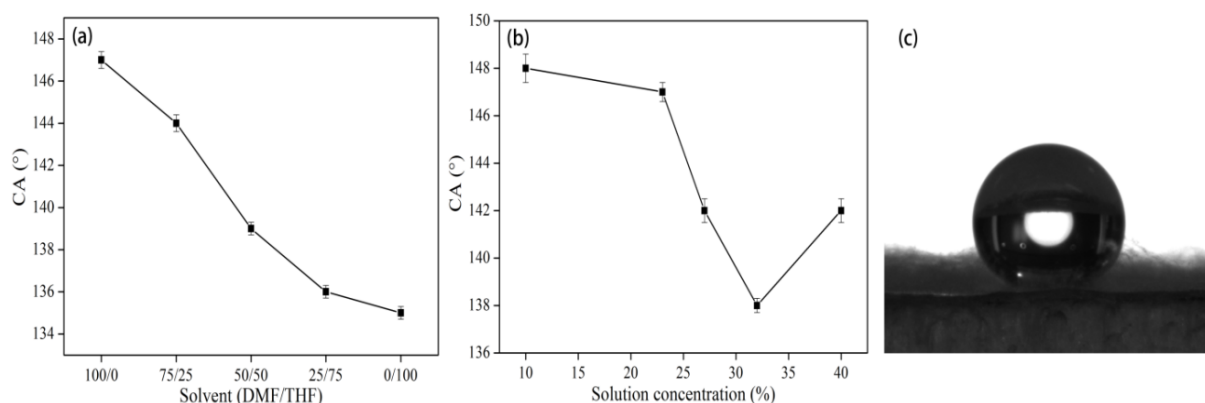 (a)
CA (°)
148
146
144
142
140
138
136
134
100/0 75/25 50/50 25/75 0/100
Solvent (DMF/THF)
(b)
CA (°)
150
148
146
144
142
140
138
136
10 15 20 25 30 35 40
Solution concentration (%)
(c)